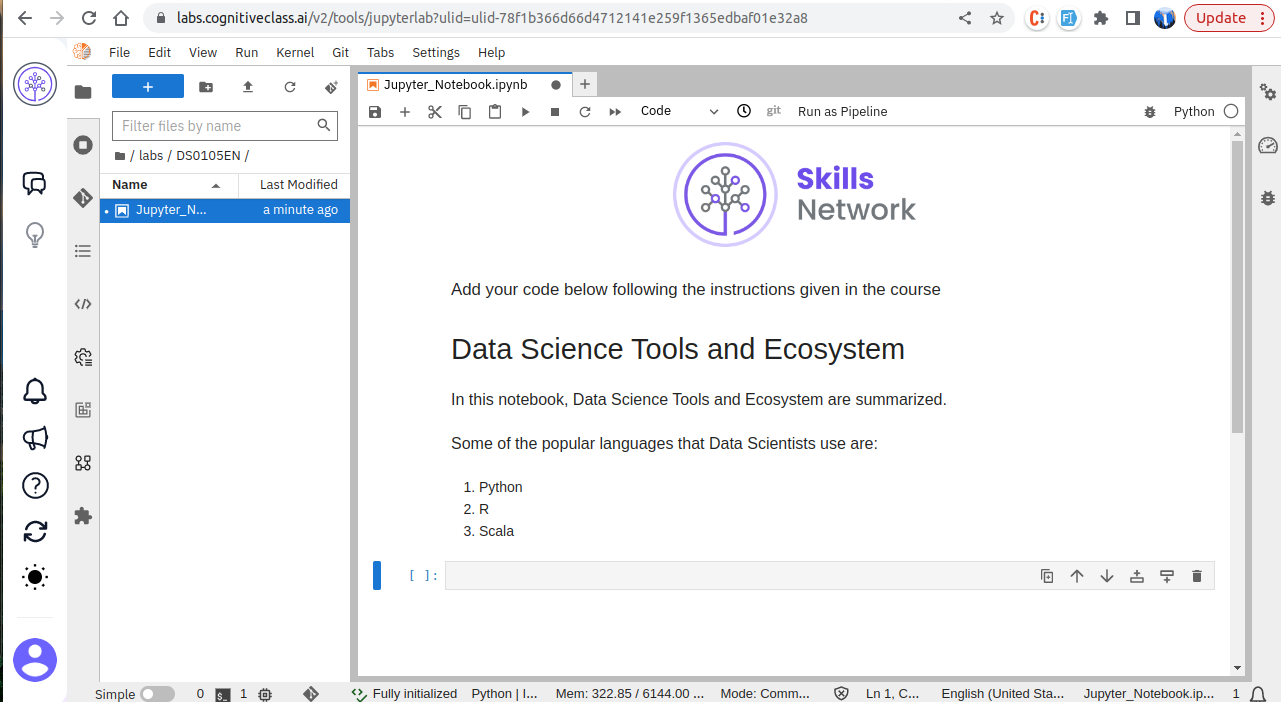 labs.cognitiveclass.ai/v2/tools/jupyterlab?ulid=ulid-78f1b366d66d4712141e259f1365edbaf01e32a8
C:
FI
Update
File Edit View Run Kernel Git Tabs Settings Help
+
Filter files by name
/ labs / DS0105EN /
Name Last Modified
Jupyter_N... a minute ago
Jupyter_Notebook.ipynb
Code git Run as Pipeline Python
Skills
Network
Add your code below following the instructions given in the course
Data Science Tools and Ecosystem
In this notebook, Data Science Tools and Ecosystem are summarized.
Some of the popular languages that Data Scientists use are:
1. Python
2. R
3. Scala
[ ]:
Simple 0 1 Fully initialized Python | I... Mem: 322.85 / 6144.00 ... Mode: Comm... Ln 1, C... English (United Sta... Jupyter_Notebook.ip... 1